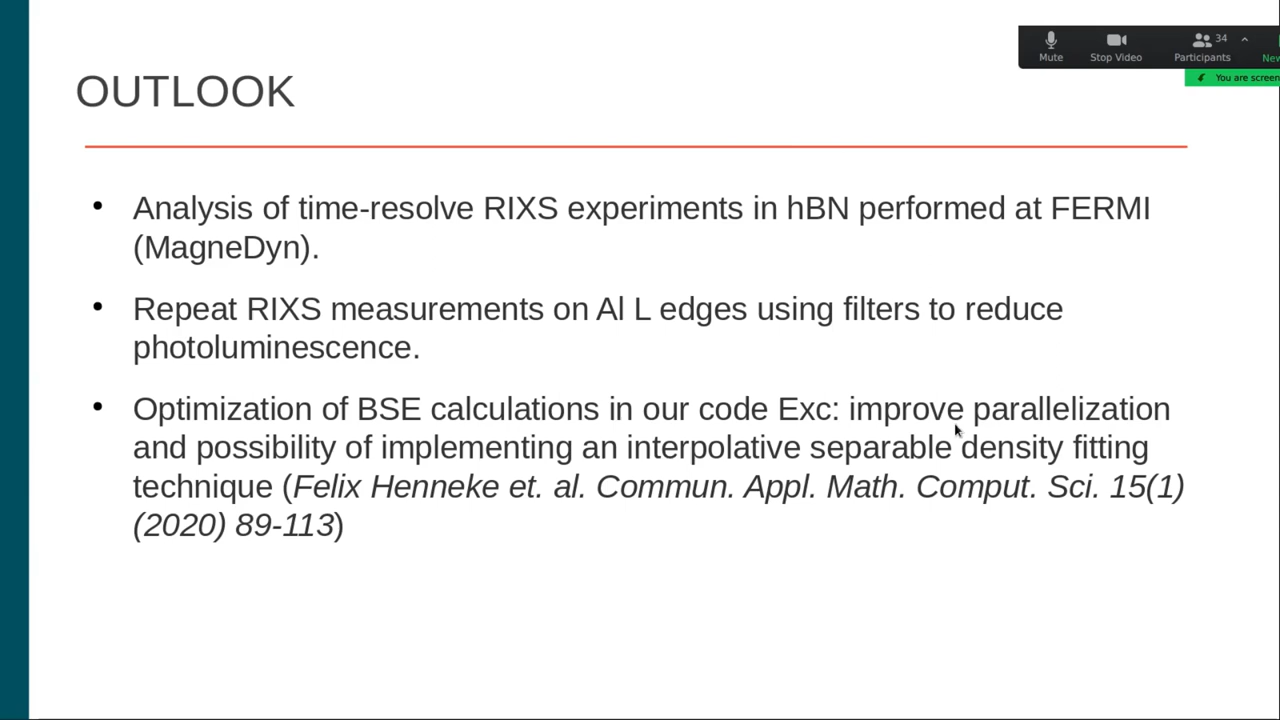 34
Mute
Stop Video
Participants
You are screen
OUTLOOK
Analysis of time-resolve RIXS experiments in hBN performed at FERMI
(MagneDyn).
Repeat RIXS measurements on Al L edges using filters to reduce
photoluminescence.
Optimization of BSE calculations in our code Exc: improve parallelization
and possibility of implementing an interpolative separable density fitting
technique (Felix Henneke et. al. Commun. Appl. Math. Comput. Sci. 15(1)
(2020) 89-113)